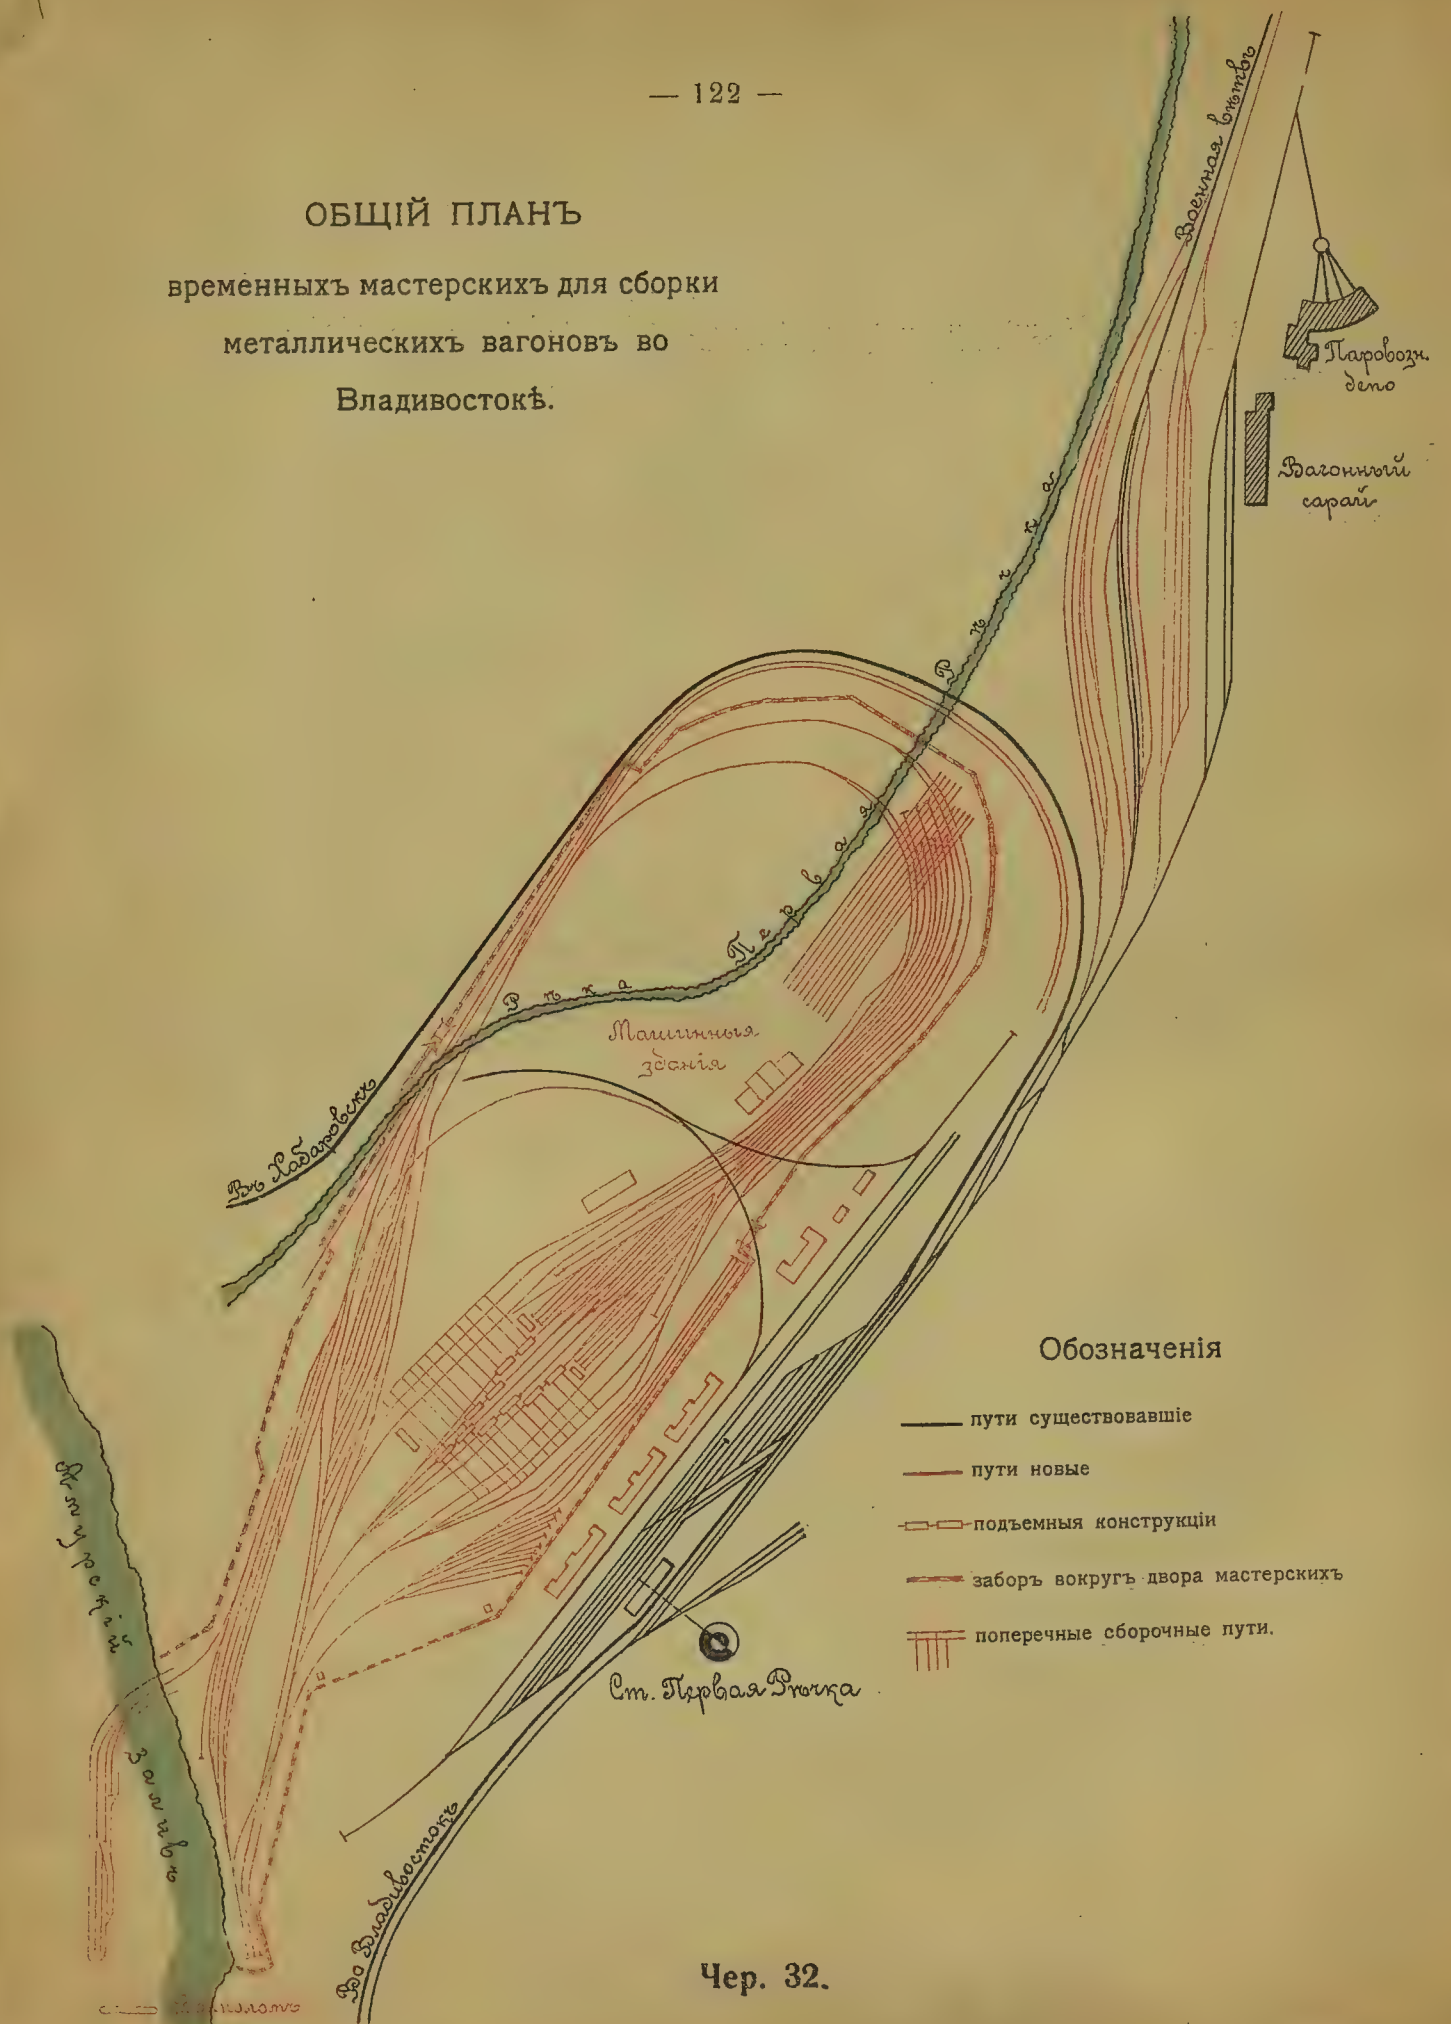 — 122 —
ОБЩІЙ ПЛАНЪ
временныхъ мастерскихъ для сборки
металлическихъ вагоновъ во
Владивостокѣ.
Военная вѣтвь
Паровозн.
депо
Вагонный
сарай
Рѣчка
Первая
Рѣка
Машинныя
зданія
Въ Хабаровскъ
Обозначенія
пути существовавшіе
пути новые
подъемныя конструкціи
заборъ вокругъ двора мастерскихъ
поперечные сборочные пути.
Амурскій
Заливъ
Ст. Первая Рѣчка
Во Владивостокъ
Чер. 32.